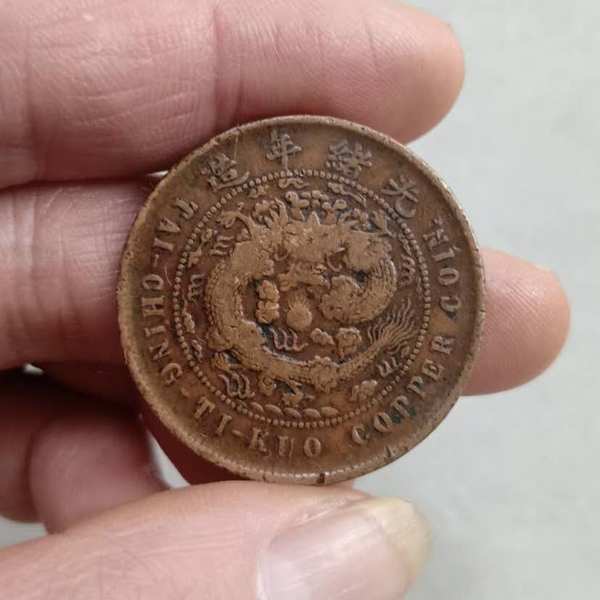 光緒年造
TAI-CHING-TI-KUO COPPER COIN